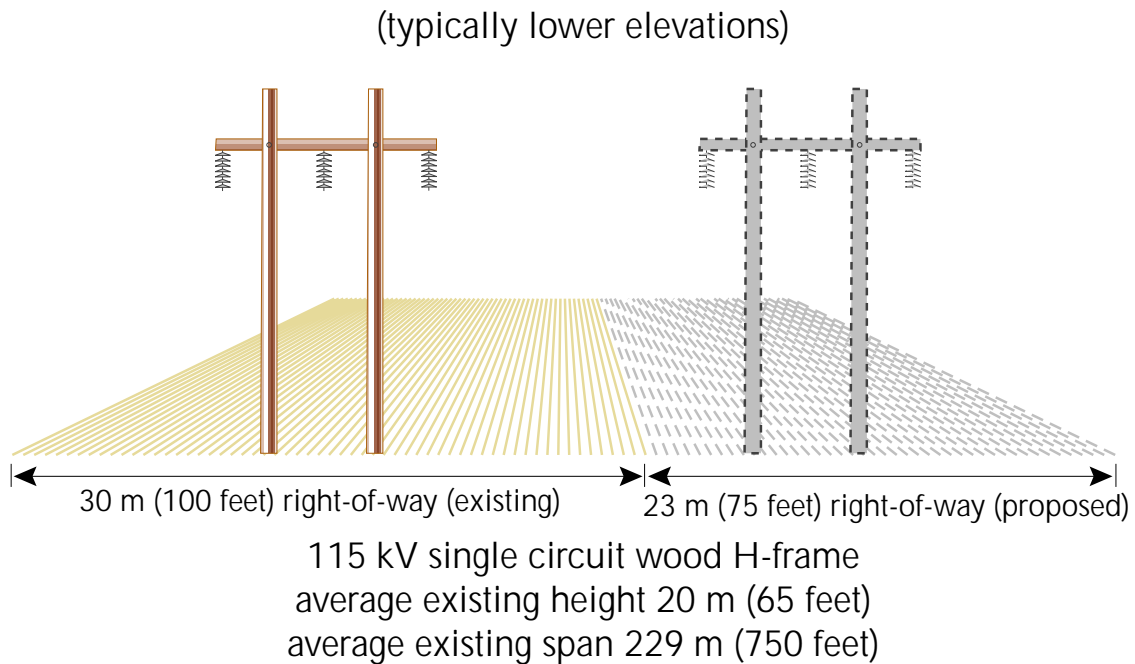 (typically lower elevations)
30 m (100 feet) right-of-way (existing)
23 m (75 feet) right-of-way (proposed)
115 kV single circuit wood H-frame
average existing height 20 m (65 feet)
average existing span 229 m (750 feet)